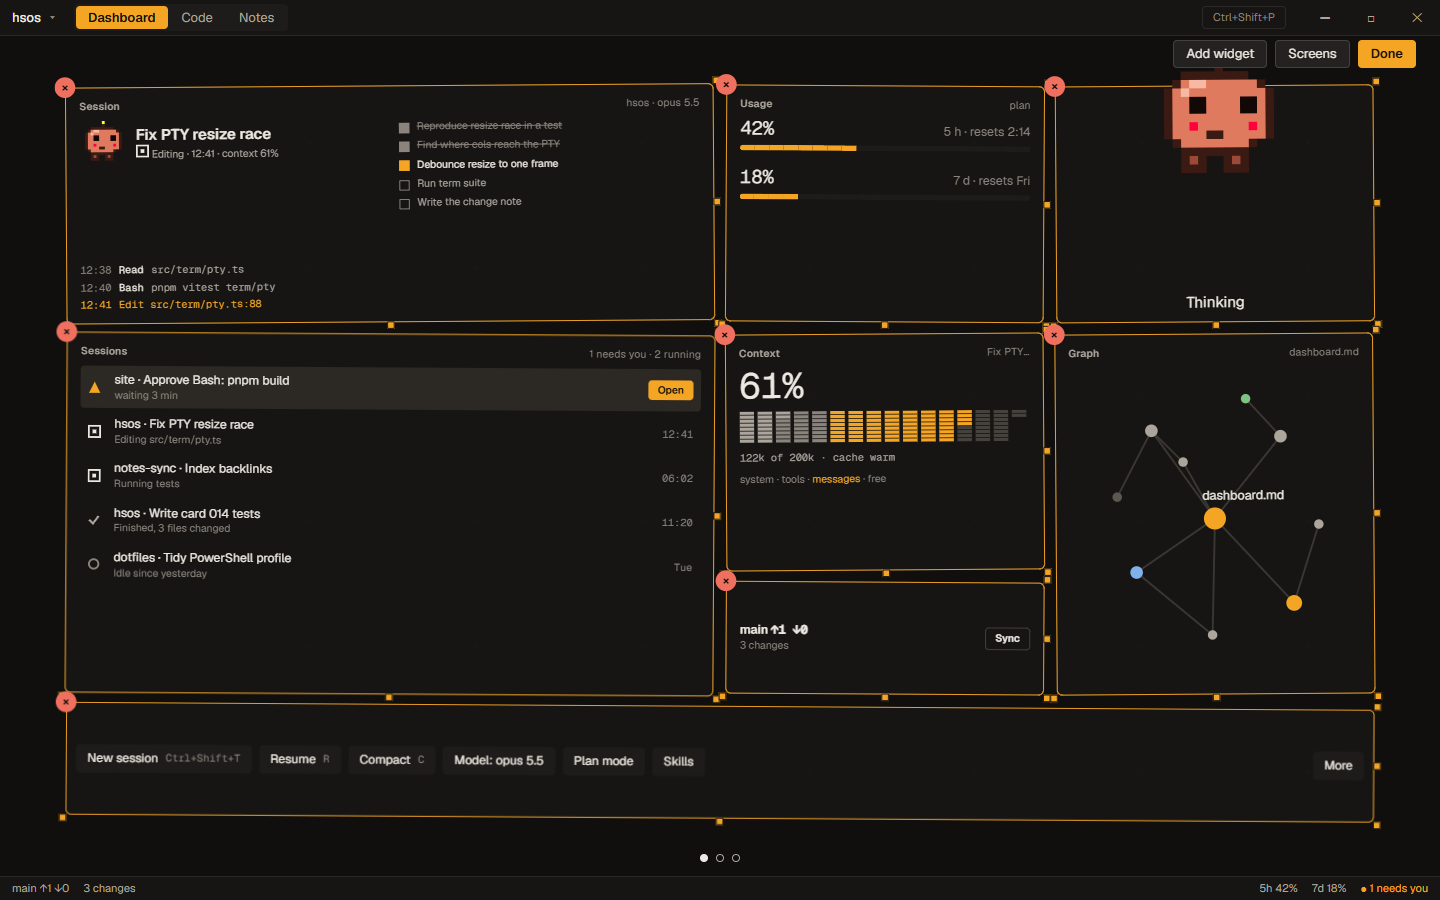 hsos Dashboard Code Notes Ctrl+Shift+P
Add widget Screens Done
Session hsos · opus 5.5
Fix PTY resize race
Editing · 12:41 · context 61%
Reproduce resize race in a test
Find where cols reach the PTY
Debounce resize to one frame
Run term suite
Write the change note
12:38 Read src/term/pty.ts
12:40 Bash pnpm vitest term/pty
12:41 Edit src/term/pty.ts:88
Usage plan
42% 5 h · resets 2:14
18% 7 d · resets Fri
Thinking
Sessions 1 needs you · 2 running
site · Approve Bash: pnpm build
waiting 3 min
Open
hsos · Fix PTY resize race
Editing src/term/pty.ts
12:41
notes-sync · Index backlinks
Running tests
06:02
hsos · Write card 014 tests
Finished, 3 files changed
11:20
dotfiles · Tidy PowerShell profile
Idle since yesterday
Tue
Context Fix PTY…
61%
122k of 200k · cache warm
system · tools · messages · free
main ↑1 ↓0
3 changes
Sync
Graph dashboard.md
dashboard.md
New session Ctrl+Shift+T Resume R Compact C Model: opus 5.5 Plan mode Skills More
main ↑1 ↓0 3 changes 5h 42% 7d 18% ● 1 needs you